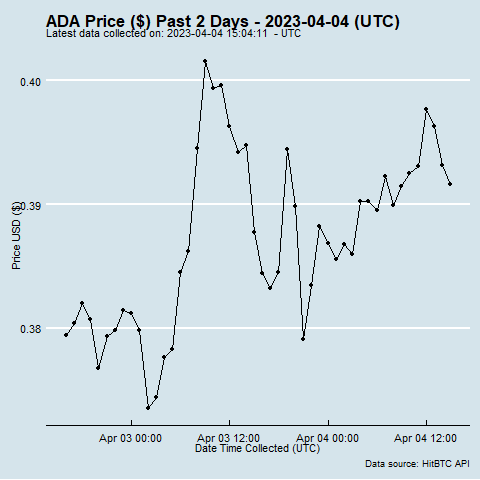 ADA Price ($) Past 2 Days - 2023-04-04 (UTC)
Latest data collected on: 2023-04-04 15:04:11 - UTC
0.40
0.39
0.38
Price USD ($)
Apr 03 00:00
Apr 03 12:00
Apr 04 00:00
Apr 04 12:00
Date Time Collected (UTC)
Data source: HitBTC API